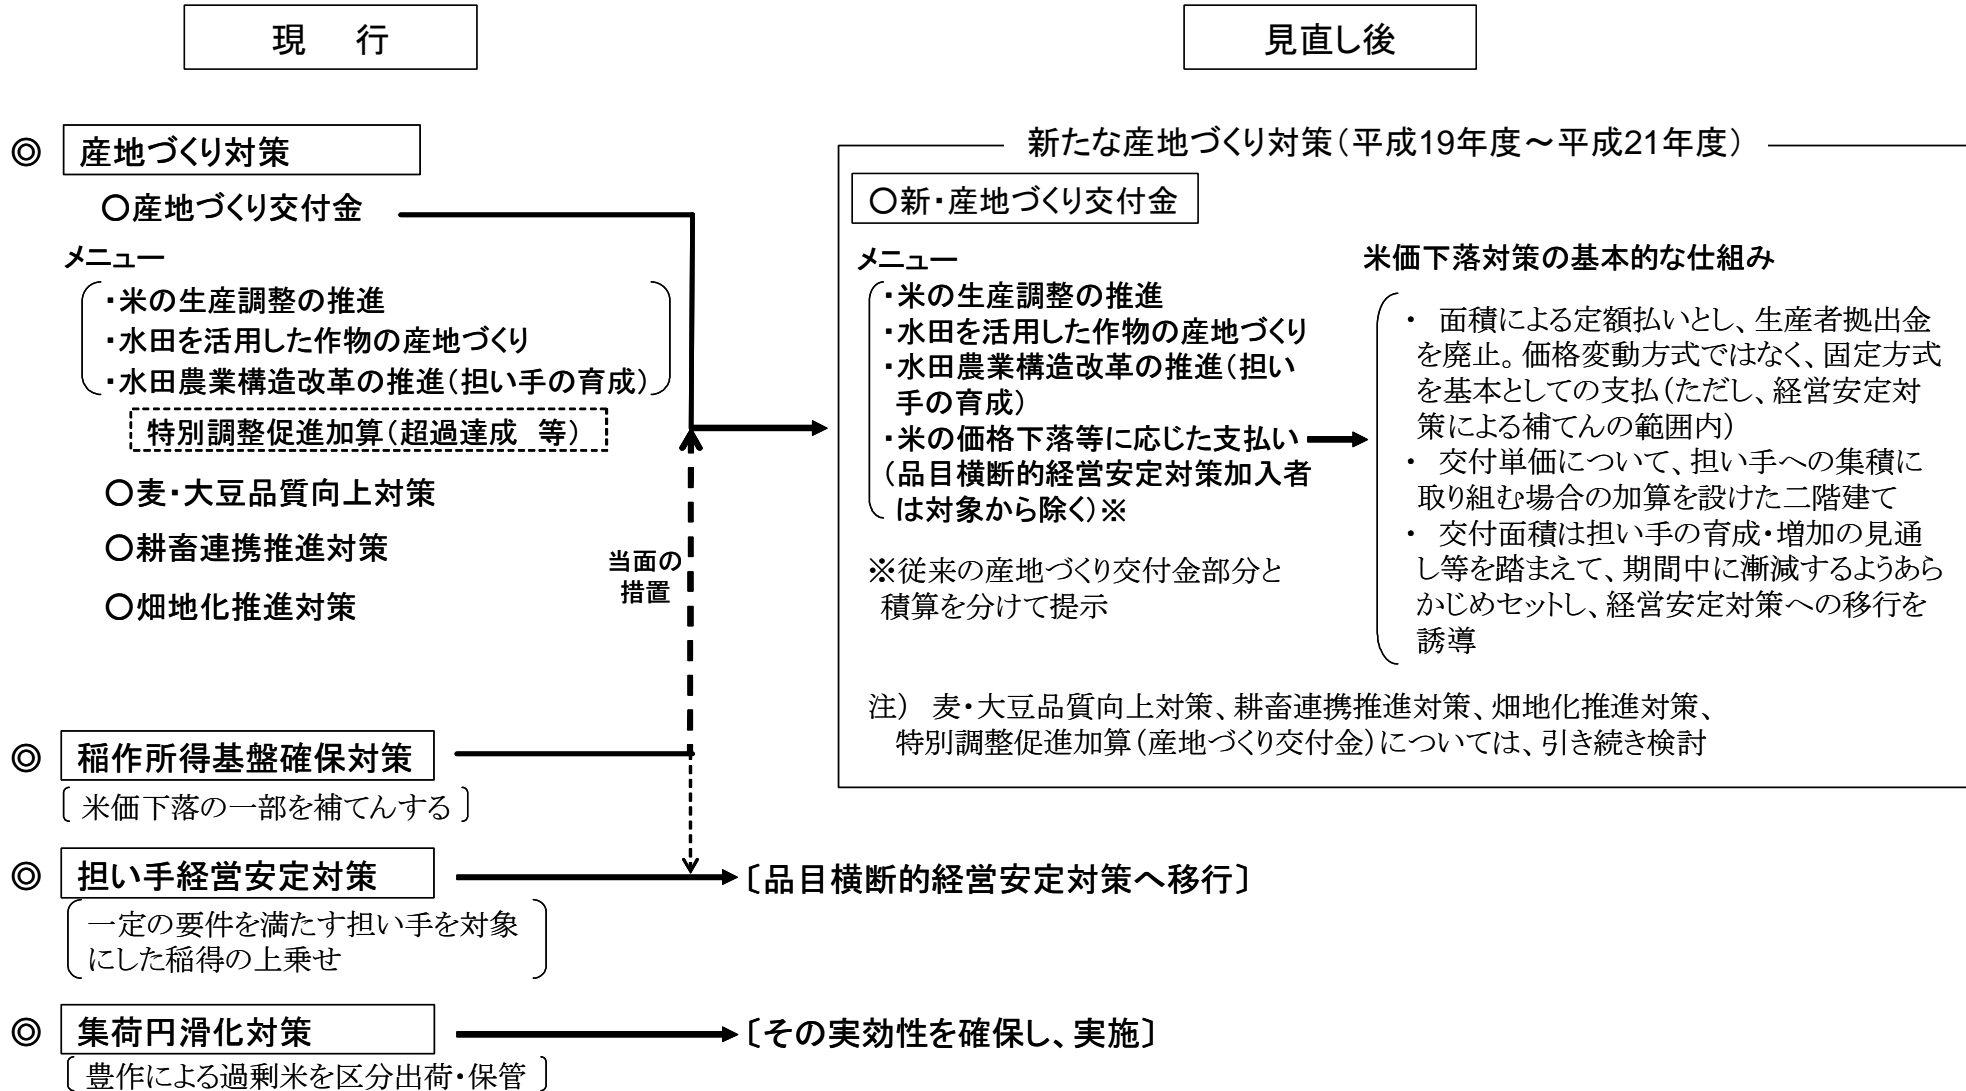 現　行
見直し後
◎ 産地づくり対策
○産地づくり交付金
メニュー
・米の生産調整の推進
・水田を活用した作物の産地づくり
・水田農業構造改革の推進(担い手の育成)
特別調整促進加算(超過達成　等)
○麦・大豆品質向上対策
○耕畜連携推進対策
○畑地化推進対策
当面の
措置
◎ 稲作所得基盤確保対策
〔 米価下落の一部を補てんする 〕
◎ 担い手経営安定対策
一定の要件を満たす担い手を対象
にした稲得の上乗せ
◎ 集荷円滑化対策
〔 豊作による過剰米を区分出荷・保管 〕
新たな産地づくり対策(平成19年度～平成21年度)
○新・産地づくり交付金
メニュー
・米の生産調整の推進
・水田を活用した作物の産地づくり
・水田農業構造改革の推進(担い
手の育成)
・米の価格下落等に応じた支払い
(品目横断的経営安定対策加入者
は対象から除く)※
※従来の産地づくり交付金部分と
積算を分けて提示
米価下落対策の基本的な仕組み
・ 面積による定額払いとし、生産者拠出金
を廃止。価格変動方式ではなく、固定方式
を基本としての支払(ただし、経営安定対
策による補てんの範囲内)
・ 交付単価について、担い手への集積に
取り組む場合の加算を設けた二階建て
・ 交付面積は担い手の育成・増加の見通
し等を踏まえて、期間中に漸減するようあら
かじめセットし、経営安定対策への移行を
誘導
注) 麦・大豆品質向上対策、耕畜連携推進対策、畑地化推進対策、
特別調整促進加算(産地づくり交付金)については、引き続き検討
〔品目横断的経営安定対策へ移行〕
〔その実効性を確保し、実施〕